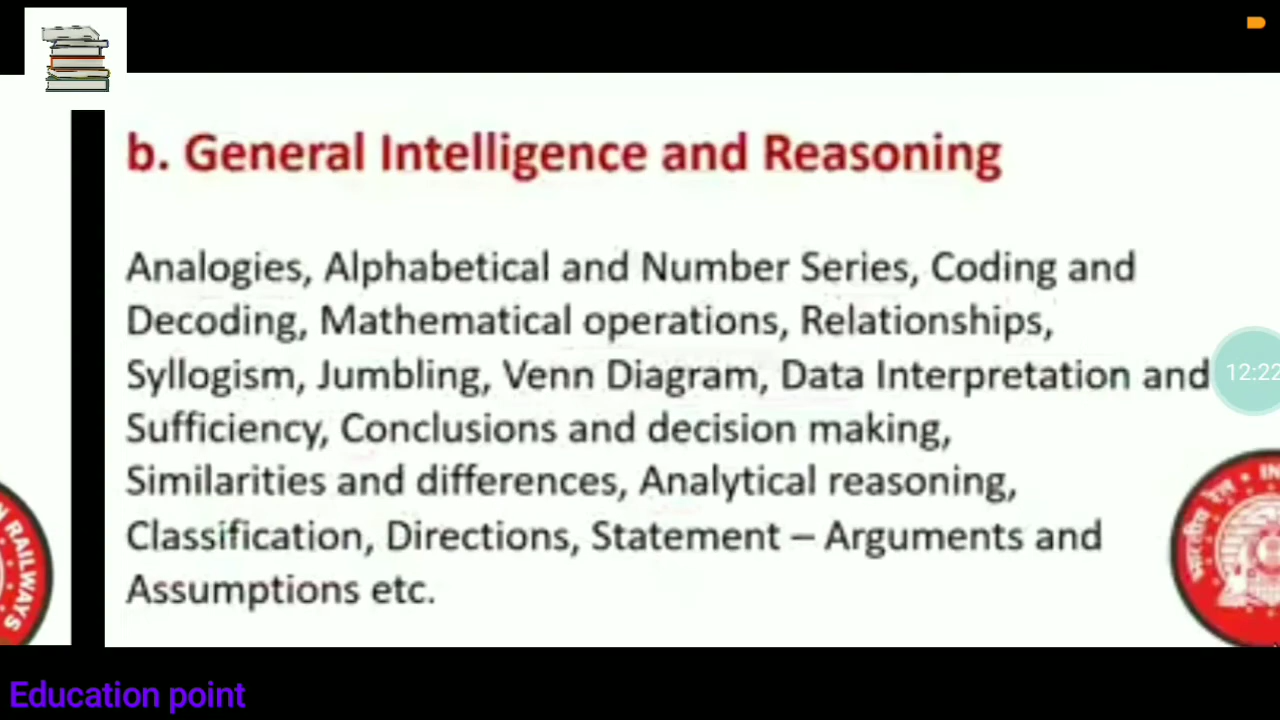 b. General Intelligence and Reasoning
Analogies, Alphabetical and Number Series, Coding and
Decoding, Mathematical operations, Relationships,
Syllogism, Jumbling, Venn Diagram, Data Interpretation and
12:22
Sufficiency, Conclusions and decision making,
Similarities and differences, Analytical reasoning,
Classification, Directions, Statement – Arguments and
Assumptions etc.
RAILWAYS
भारतीय रेल
Education point